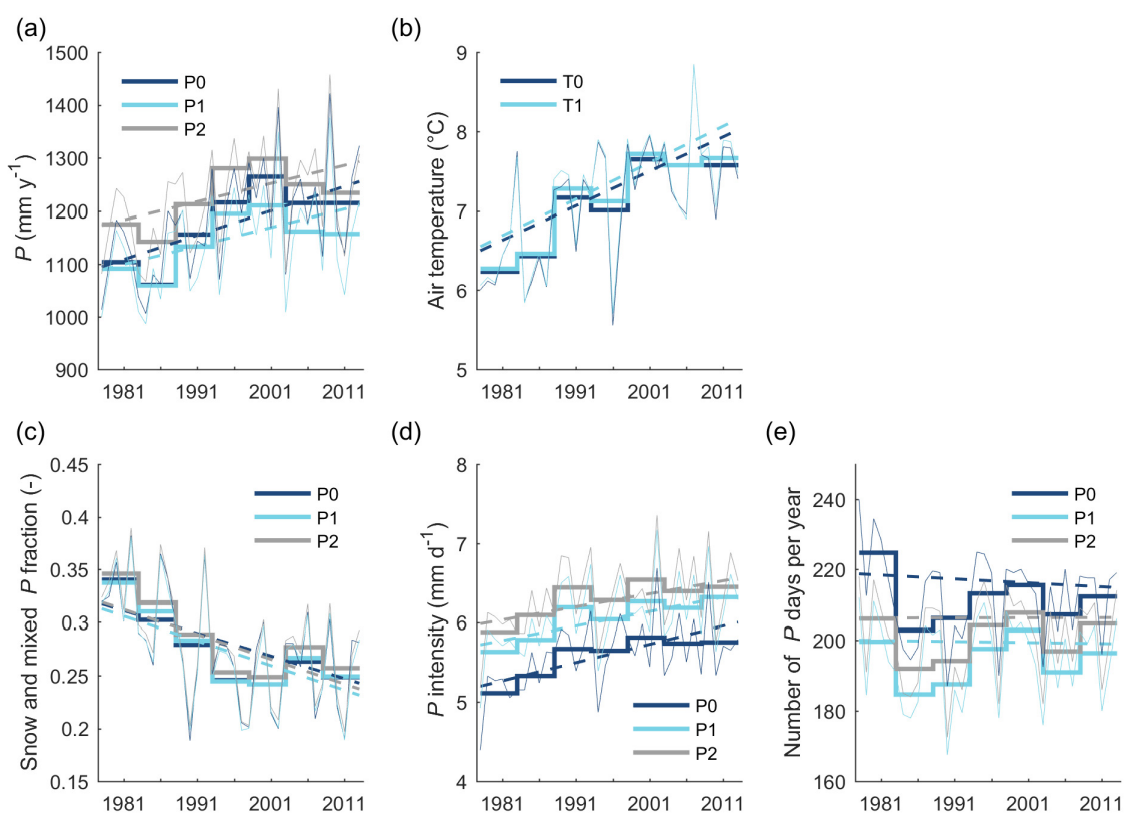 (a)
P (mm y⁻¹)
1500
1400
1300
1200
1100
1000
900
P0
P1
P2
1981
1991
2001
2011
(b)
Air temperature (°C)
9
8
7
6
5
T0
T1
1981
1991
2001
2011
(c)
Snow and mixed P fraction (-)
0.45
0.4
0.35
0.3
0.25
0.2
0.15
P0
P1
P2
1981
1991
2001
2011
(d)
P intensity (mm d⁻¹)
8
7
6
5
4
P0
P1
P2
1981
1991
2001
2011
(e)
Number of P days per year
240
220
200
180
160
P0
P1
P2
1981
1991
2001
2011